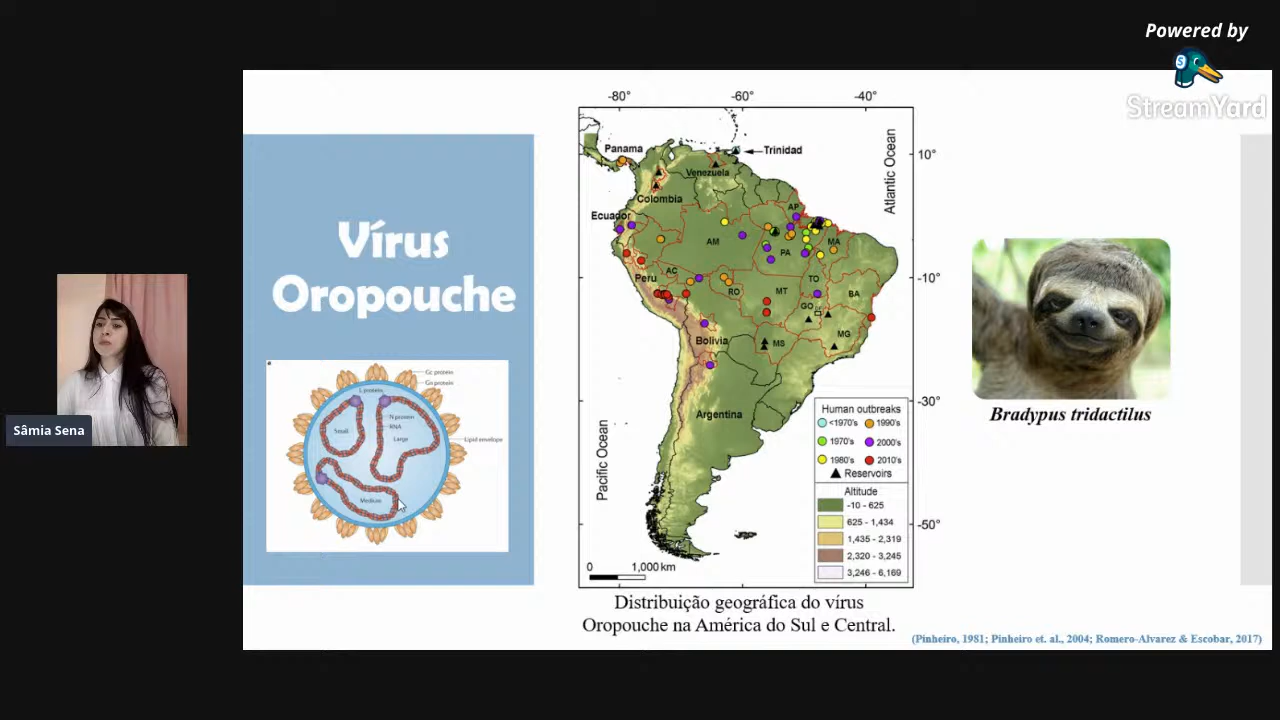 Powered by
StreamYard
Sâmia Sena
Vírus
Oropouche
a
Gc protein
Gn protein
L protein
N protein
RNA
Small
Large
Lipid envelope
Medium
-80°
-60°
-40°
10°
-10°
-30°
-50°
Atlantic Ocean
Pacific Ocean
Panama
Trinidad
Venezuela
Colombia
Ecuador
AP
AM
PA
MA
Peru
AC
RO
TO
MT
BA
GO
DF
MG
Bolivia
MS
Argentina
Human outbreaks
<1970's
1990's
1970's
2000's
1980's
2010's
Reservoirs
Altitude
-10 - 625
625 - 1,434
1,435 - 2,319
2,320 - 3,245
3,246 - 6,169
0
1,000 km
Distribuição geográfica do vírus
Oropouche na América do Sul e Central.
Bradypus tridactilus
(Pinheiro, 1981; Pinheiro et. al., 2004; Romero-Alvarez & Escobar, 2017)